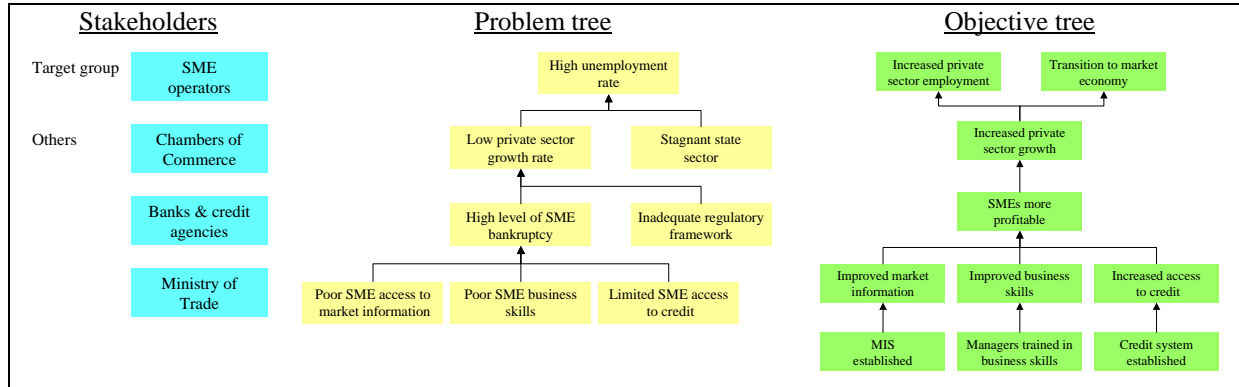 Stakeholders
Target group
SME
operators
Others
Chambers of
Commerce
Banks & credit
agencies
Ministry of
Trade
Problem tree
High unemployment
rate
Low private sector
growth rate
Stagnant state
sector
High level of SME
bankruptcy
Inadequate regulatory
framework
Poor SME access to
market information
Poor SME business
skills
Limited SME access
to credit
Objective tree
Increased private
sector employment
Transition to market
economy
Increased private
sector growth
SMEs more
profitable
Improved market
information
Improved business
skills
Increased access
to credit
MIS
established
Managers trained in
business skills
Credit system
established